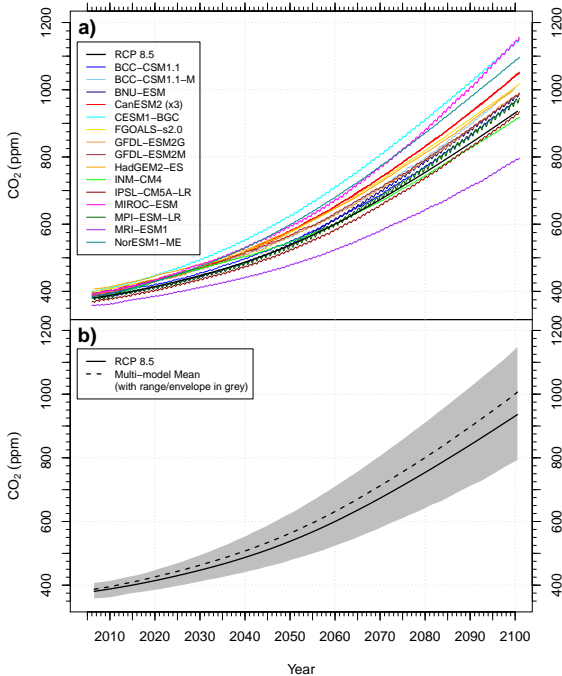 a)
RCP 8.5
BCC−CSM1.1
BCC−CSM1.1−M
BNU−ESM
CanESM2 (x3)
CESM1−BGC
FGOALS−s2.0
GFDL−ESM2G
GFDL−ESM2M
HadGEM2−ES
INM−CM4
IPSL−CM5A−LR
MIROC−ESM
MPI−ESM−LR
MRI−ESM1
NorESM1−ME
CO2 (ppm)
400 600 800 1000 1200
400 600 800 1000 1200
b)
RCP 8.5
Multi−model Mean
(with range/envelope in grey)
CO2 (ppm)
400 600 800 1000 1200
400 600 800 1000 1200
2010 2020 2030 2040 2050 2060 2070 2080 2090 2100
Year